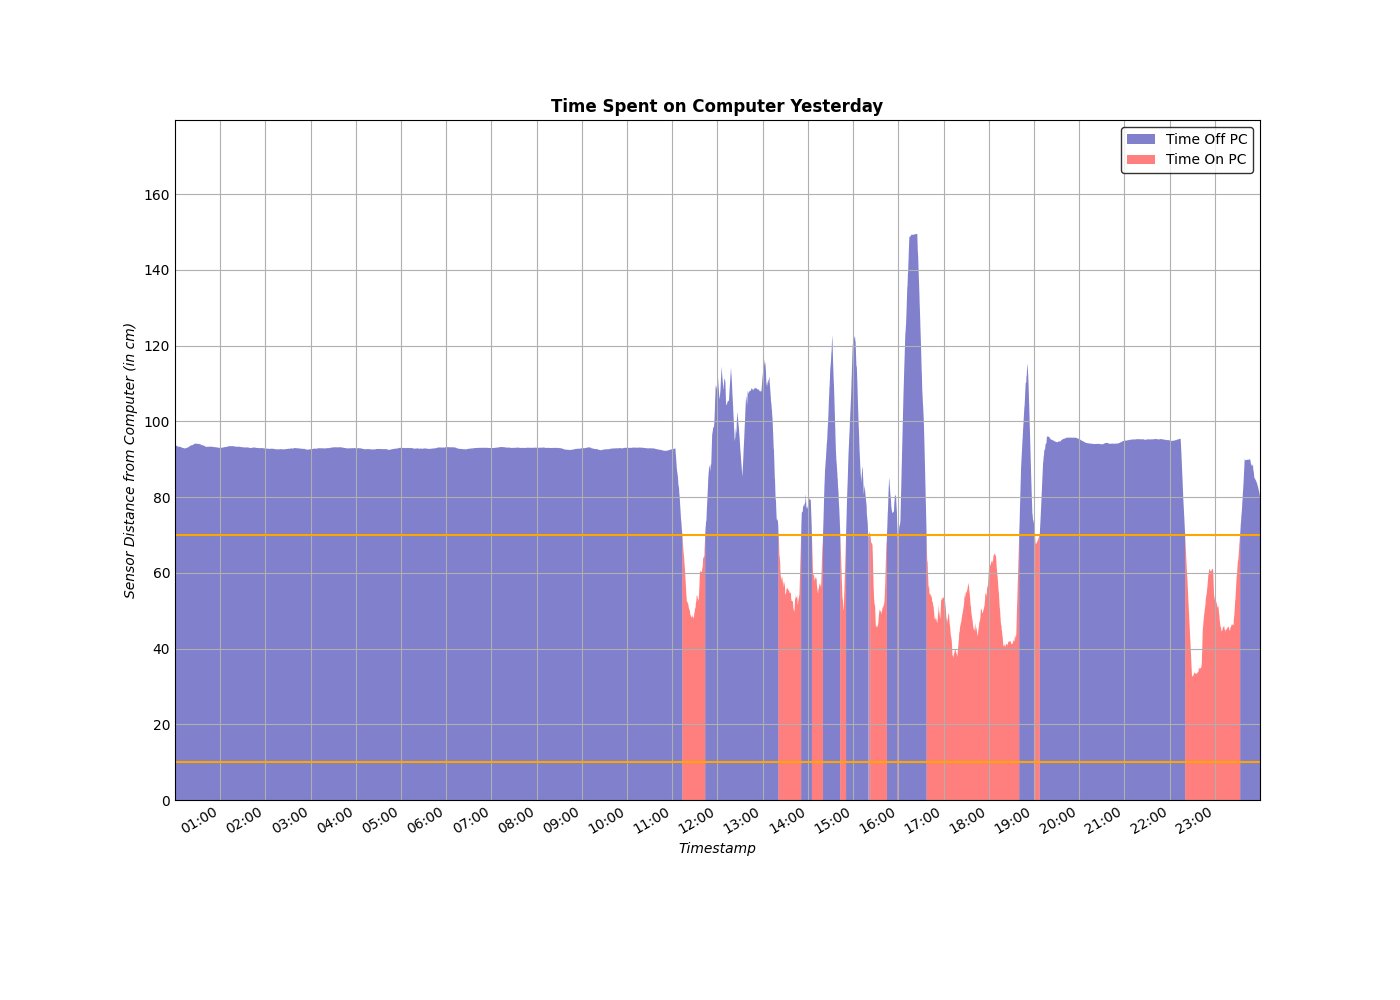 Time Spent on Computer Yesterday
Time Off PC
Time On PC
160
140
120
100
80
60
40
20
0
Sensor Distance from Computer (in cm)
01:00 02:00 03:00 04:00 05:00 06:00 07:00 08:00 09:00 10:00 11:00 12:00 13:00 14:00 15:00 16:00 17:00 18:00 19:00 20:00 21:00 22:00 23:00
Timestamp